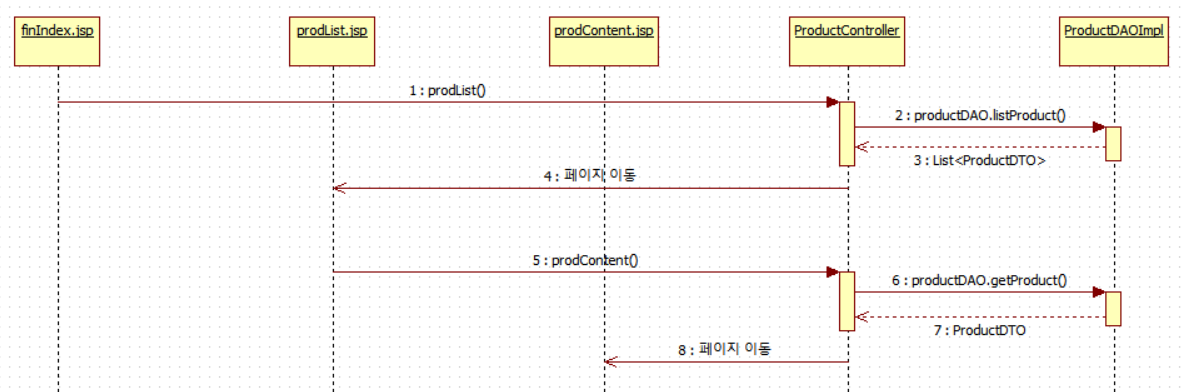 finIndex.jsp
prodList.jsp
prodContent.jsp
ProductController
ProductDAOImpl
1 : prodList()
2 : productDAO.listProduct()
3 : List<ProductDTO>
4 : 페이지 이동
5 : prodContent()
6 : productDAO.getProduct()
7 : ProductDTO
8 : 페이지 이동